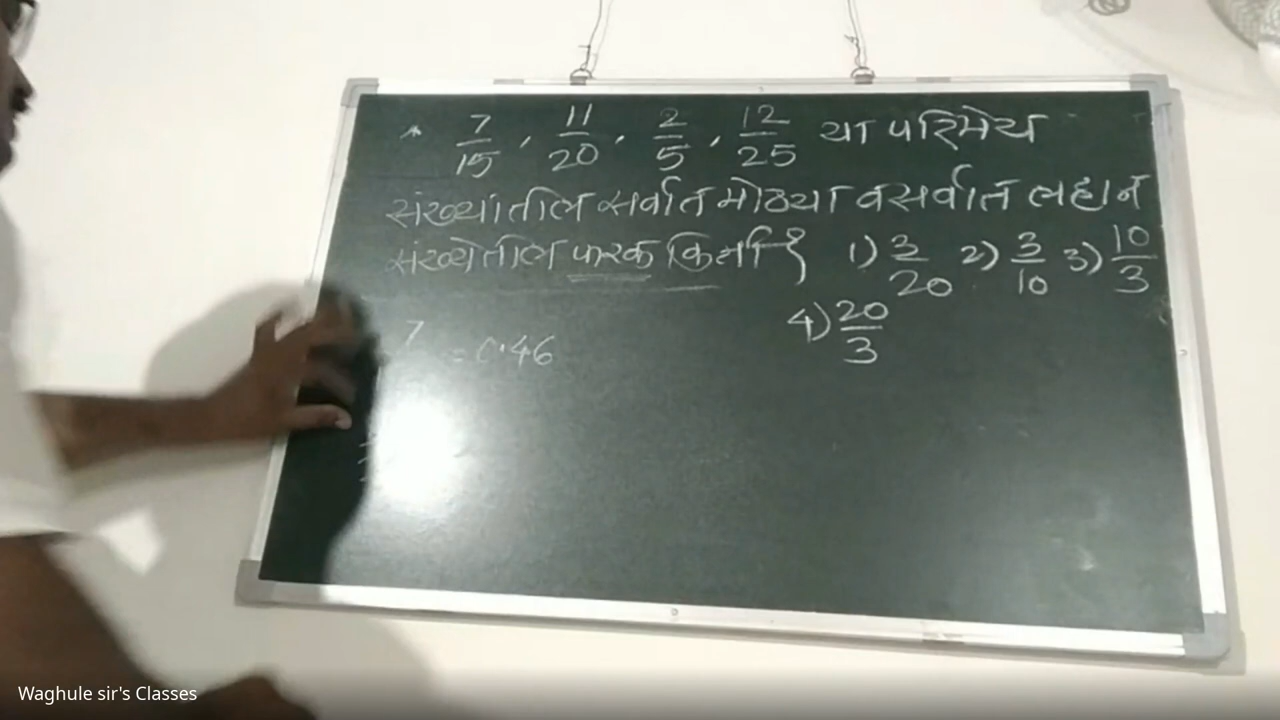 * 7/15, 11/20, 2/5, 12/25 या परिमेय
संख्यांतील सर्वात मोठ्या व सर्वात लहान
संख्येतील फरक किती? 1) 3/20 2) 3/10 3) 10/3
4) 20/3
7 = 0.46
Waghule sir's Classes